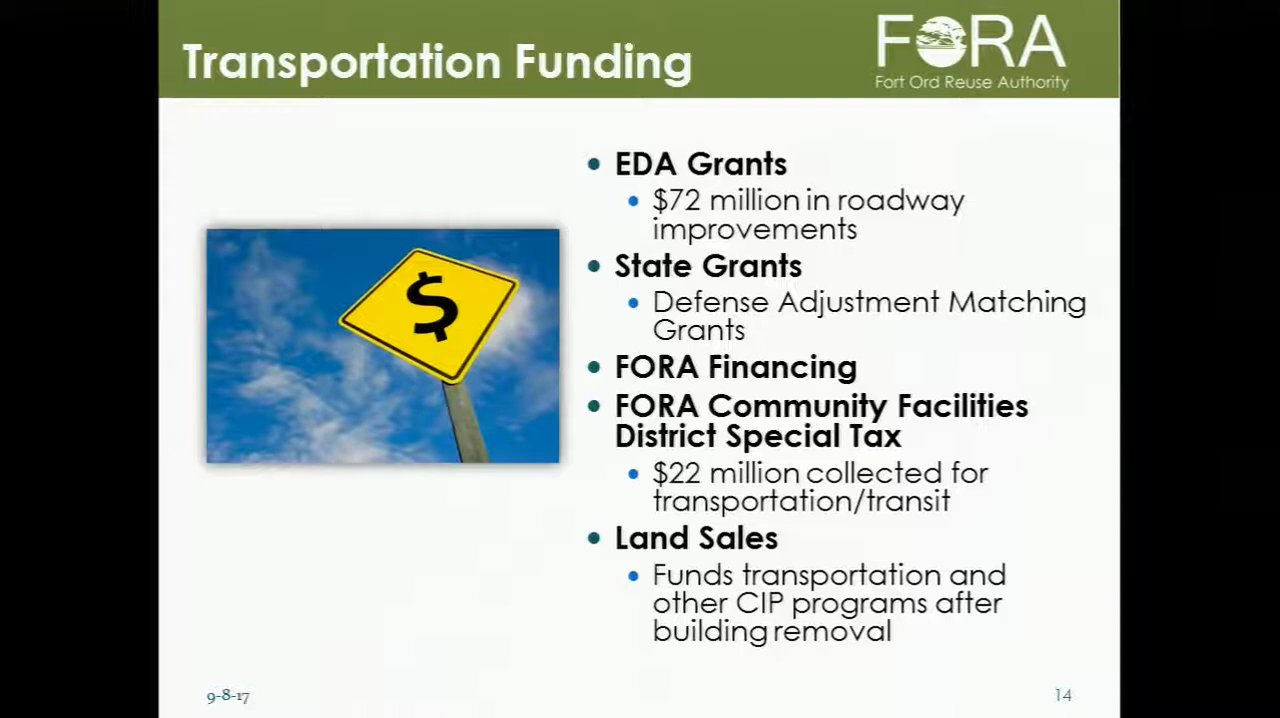 Transportation Funding
FORA
Fort Ord Reuse Authority
• EDA Grants
• $72 million in roadway
improvements
• State Grants
• Defense Adjustment Matching
Grants
• FORA Financing
• FORA Community Facilities
District Special Tax
• $22 million collected for
transportation/transit
• Land Sales
• Funds transportation and
other CIP programs after
building removal
$
9-8-17
14